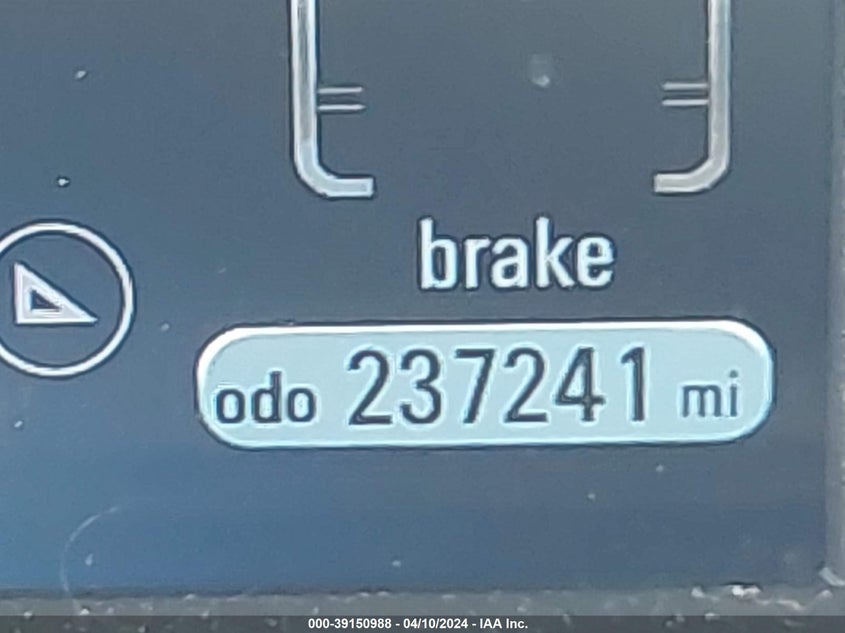 brake
odo 237241 mi
000-39150988 - 04/10/2024 - IAA Inc.